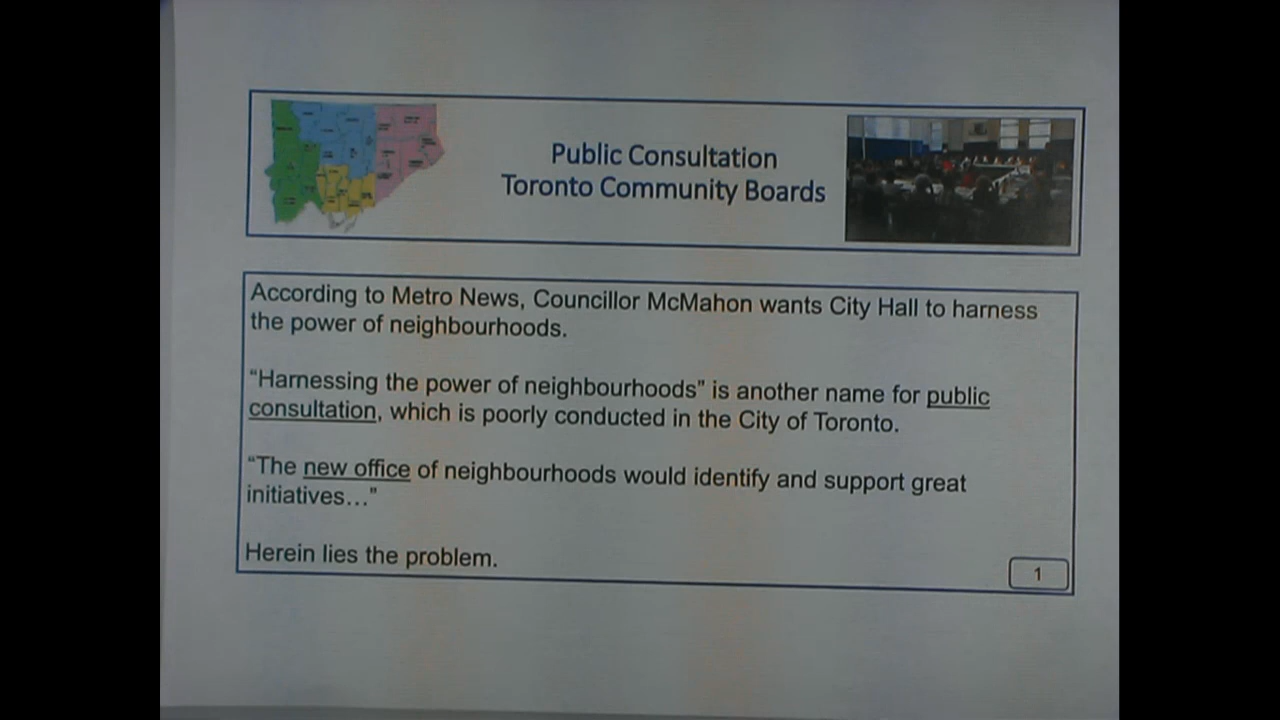 Public Consultation
Toronto Community Boards
According to Metro News, Councillor McMahon wants City Hall to harness
the power of neighbourhoods.
“Harnessing the power of neighbourhoods” is another name for public
consultation, which is poorly conducted in the City of Toronto.
“The new office of neighbourhoods would identify and support great
initiatives…”
Herein lies the problem.
1